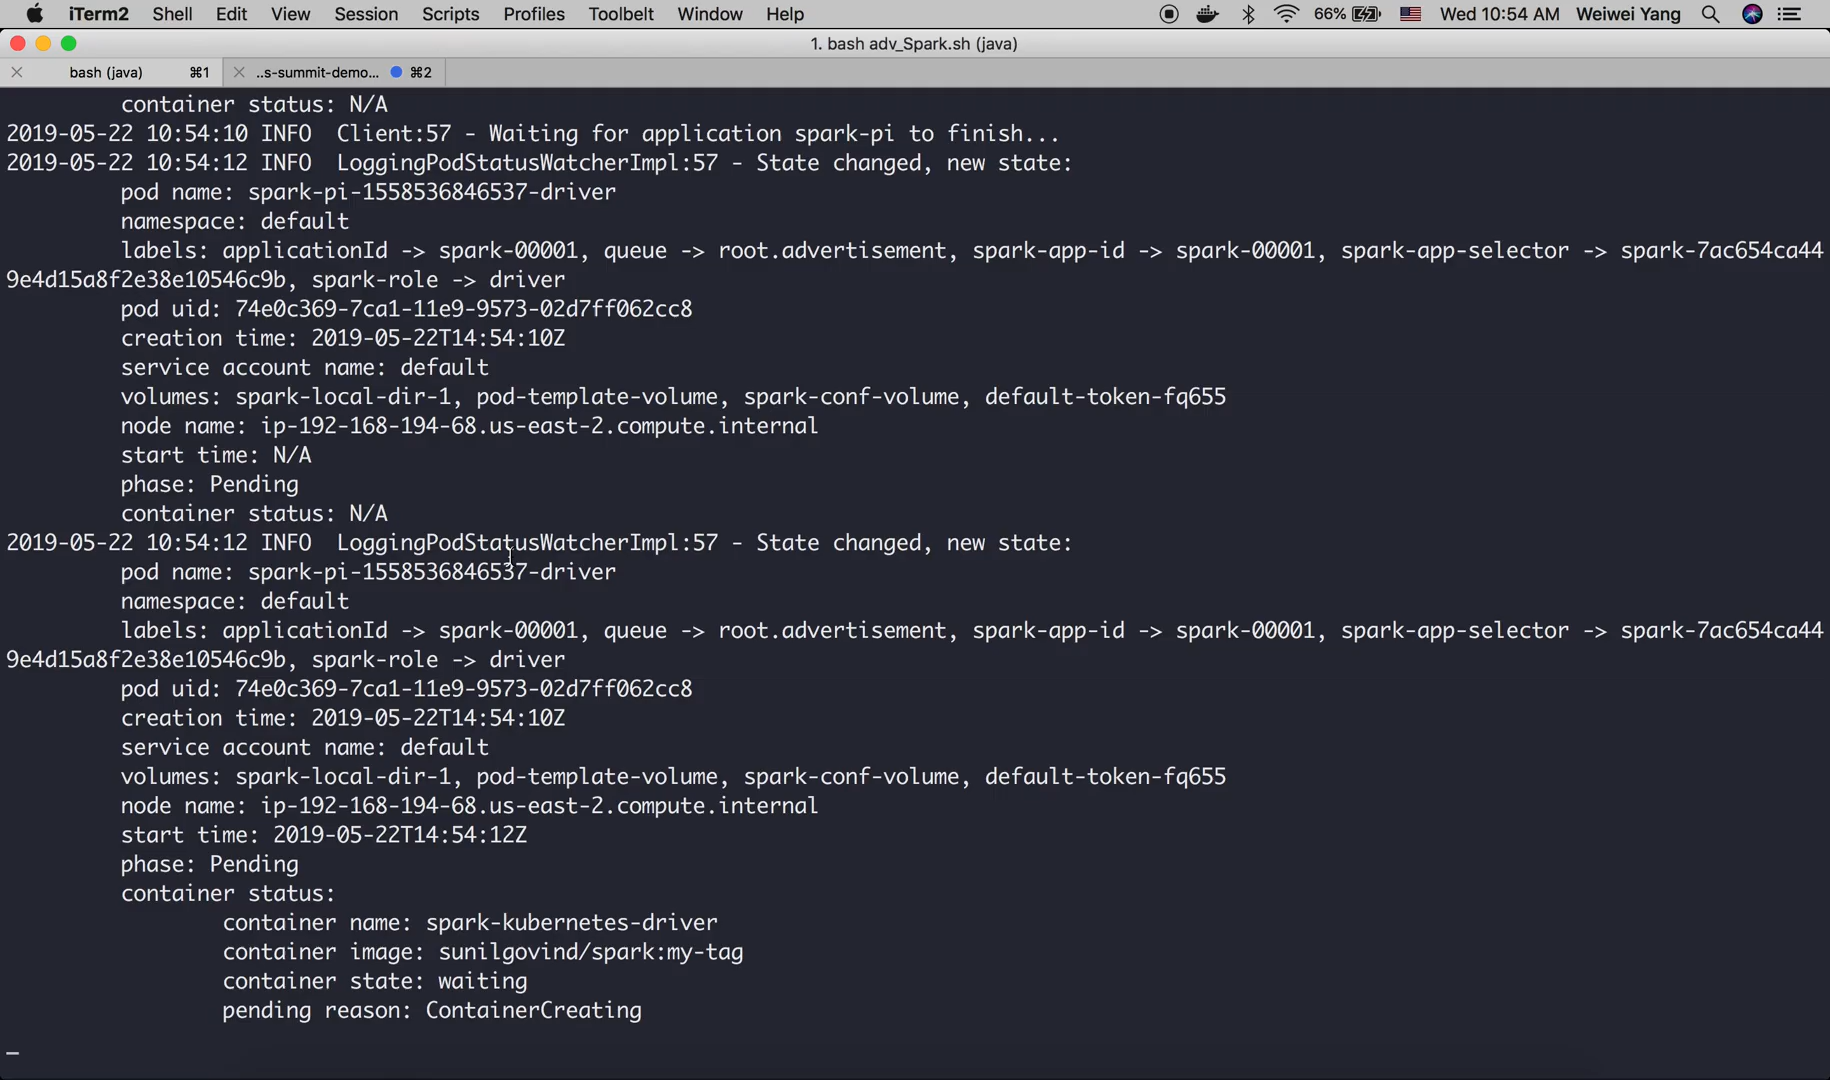 iTerm2 Shell Edit View Session Scripts Profiles Toolbelt Window Help 66% Wed 10:54 AM Weiwei Yang
1. bash adv_Spark.sh (java)
bash (java) ⌘1 ..s-summit-demo... ⌘2
container status: N/A
2019-05-22 10:54:10 INFO  Client:57 - Waiting for application spark-pi to finish...
2019-05-22 10:54:12 INFO  LoggingPodStatusWatcherImpl:57 - State changed, new state:
pod name: spark-pi-1558536846537-driver
namespace: default
labels: applicationId -> spark-00001, queue -> root.advertisement, spark-app-id -> spark-00001, spark-app-selector -> spark-7ac654ca44
9e4d15a8f2e38e10546c9b, spark-role -> driver
pod uid: 74e0c369-7ca1-11e9-9573-02d7ff062cc8
creation time: 2019-05-22T14:54:10Z
service account name: default
volumes: spark-local-dir-1, pod-template-volume, spark-conf-volume, default-token-fq655
node name: ip-192-168-194-68.us-east-2.compute.internal
start time: N/A
phase: Pending
container status: N/A
2019-05-22 10:54:12 INFO  LoggingPodStatusWatcherImpl:57 - State changed, new state:
pod name: spark-pi-1558536846537-driver
namespace: default
labels: applicationId -> spark-00001, queue -> root.advertisement, spark-app-id -> spark-00001, spark-app-selector -> spark-7ac654ca44
9e4d15a8f2e38e10546c9b, spark-role -> driver
pod uid: 74e0c369-7ca1-11e9-9573-02d7ff062cc8
creation time: 2019-05-22T14:54:10Z
service account name: default
volumes: spark-local-dir-1, pod-template-volume, spark-conf-volume, default-token-fq655
node name: ip-192-168-194-68.us-east-2.compute.internal
start time: 2019-05-22T14:54:12Z
phase: Pending
container status:
container name: spark-kubernetes-driver
container image: sunilgovind/spark:my-tag
container state: waiting
pending reason: ContainerCreating